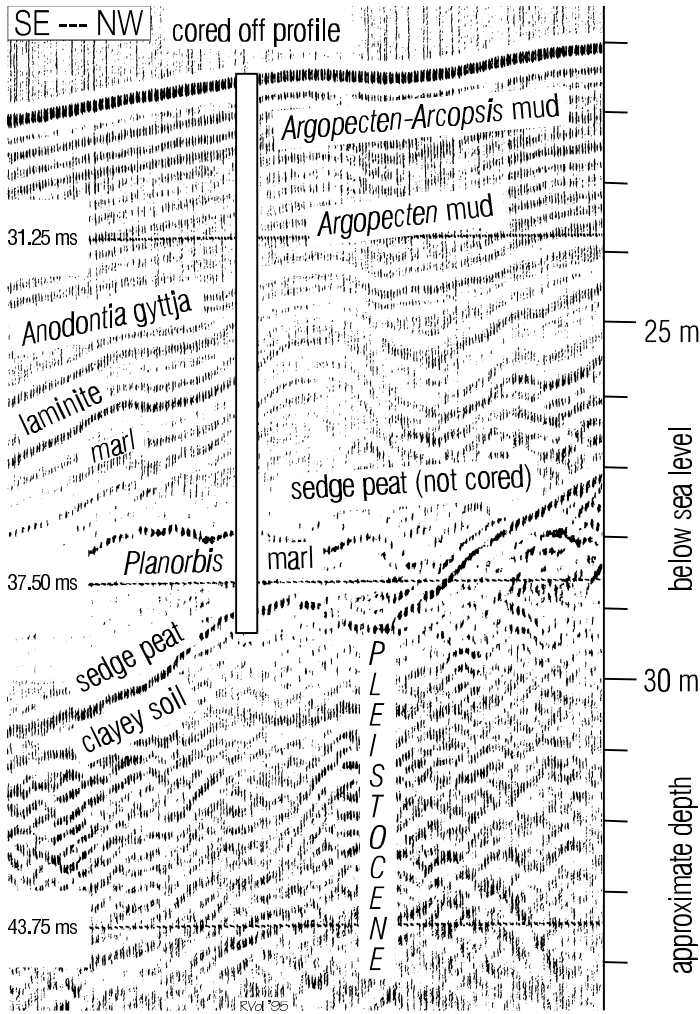 SE --- NW
cored off profile
Argopecten-Arcopsis mud
Argopecten mud
31.25 ms
Anodontia gyttja
25 m
laminite
marl
sedge peat (not cored)
below sea level
Planorbis marl
37.50 ms
sedge peat
30 m
clayey soil
PLEISTOCENE
approximate depth
43.75 ms
RVd '95